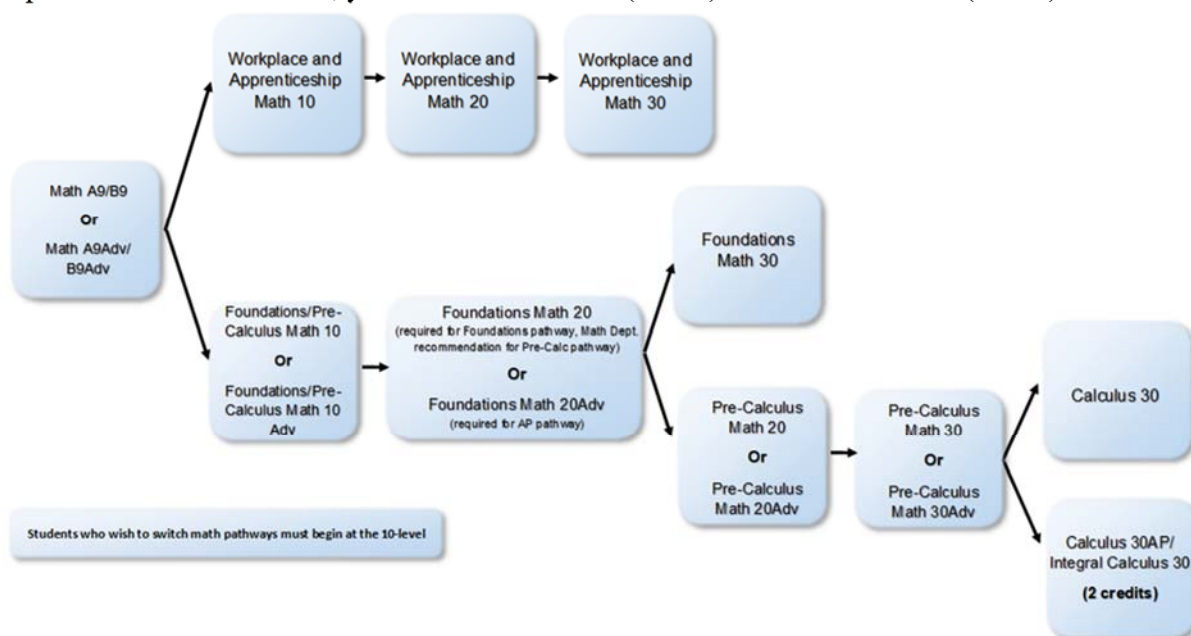 Workplace and
Apprenticeship
Math 10
Workplace and
Apprenticeship
Math 20
Workplace and
Apprenticeship
Math 30
Math A9/B9
Or
Math A9Adv/
B9Adv
Foundations
Math 30
Foundations/Pre-
Calculus Math 10
Or
Foundations/Pre-
Calculus Math 10
Adv
Foundations Math 20
(required for Foundations pathway, Math Dept.
recommendation for Pre-Calc pathway)
Or
Foundations Math 20Adv
(required for AP pathway)
Pre-Calculus
Math 20
Or
Pre-Calculus
Math 20Adv
Pre-Calculus
Math 30
Or
Pre-Calculus
Math 30Adv
Calculus 30
Calculus 30AP/
Integral Calculus 30
(2 credits)
Students who wish to switch math pathways must begin at the 10-level